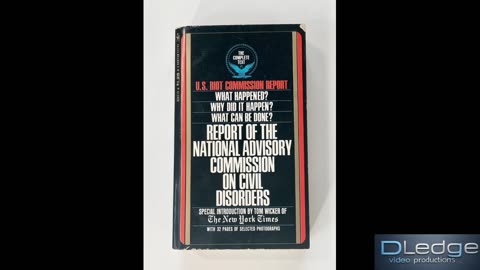 THE
COMPLETE
TEXT
U.S. RIOT COMMISSION REPORT
WHAT HAPPENED?
WHY DID IT HAPPEN?
WHAT CAN BE DONE?
REPORT OF THE
NATIONAL ADVISORY
COMMISSION
ON CIVIL
DISORDERS
SPECIAL INTRODUCTION BY TOM WICKER OF
The New York Times
WITH 32 PAGES OF SELECTED PHOTOGRAPHS
DLedge
video productions